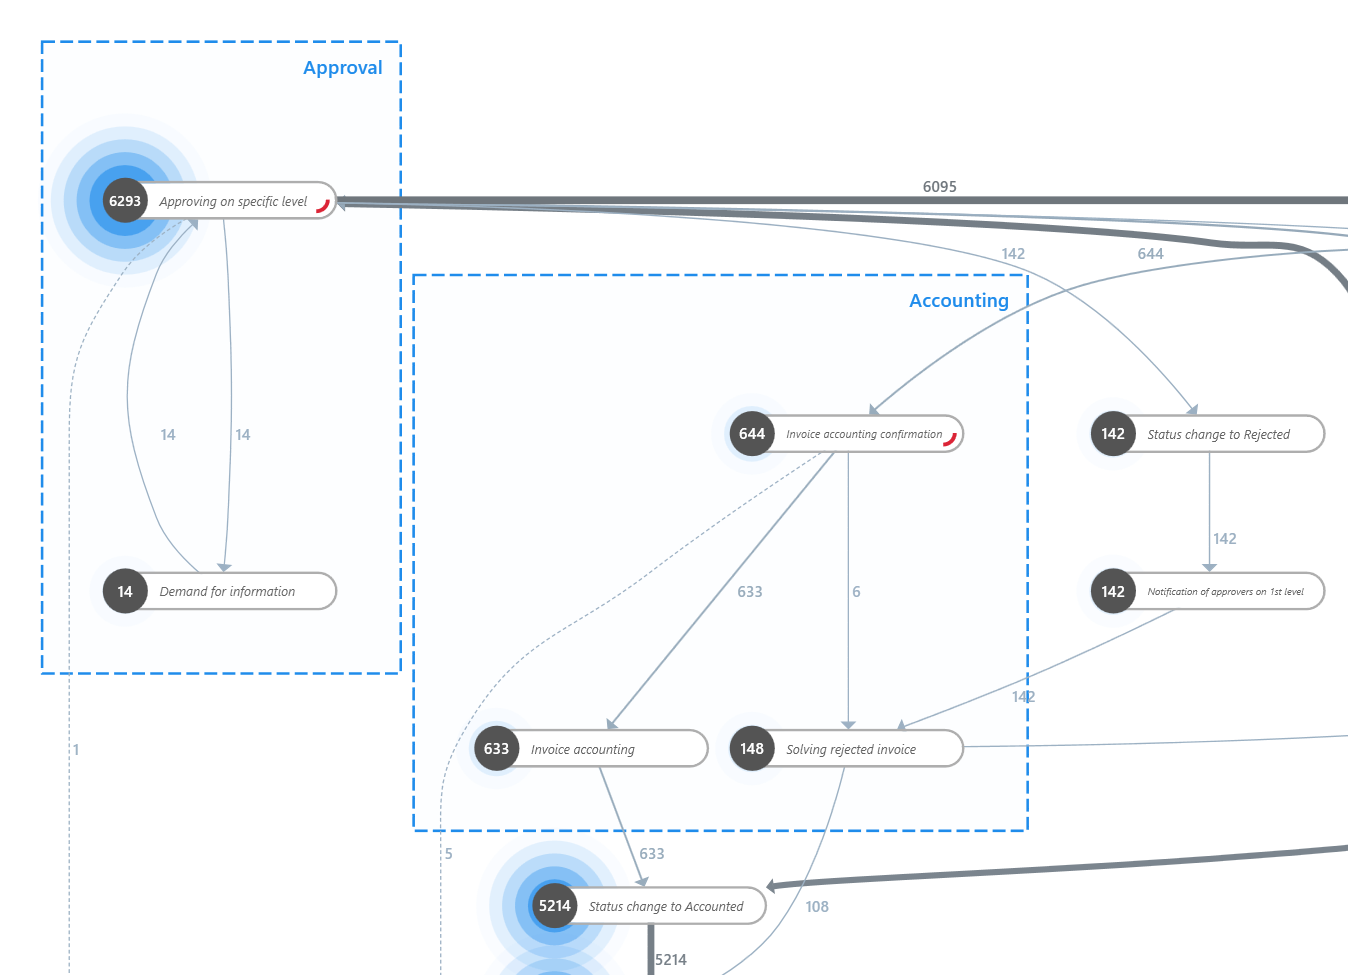 Approval
6293
Approving on specific level
6095
142
644
Accounting
644
Invoice accounting confirmation
142
Status change to Rejected
14
14
142
14
Demand for information
633
6
142
Notification of approvers on 1st level
142
1
633
Invoice accounting
148
Solving rejected invoice
5
633
5214
Status change to Accounted
108
5214